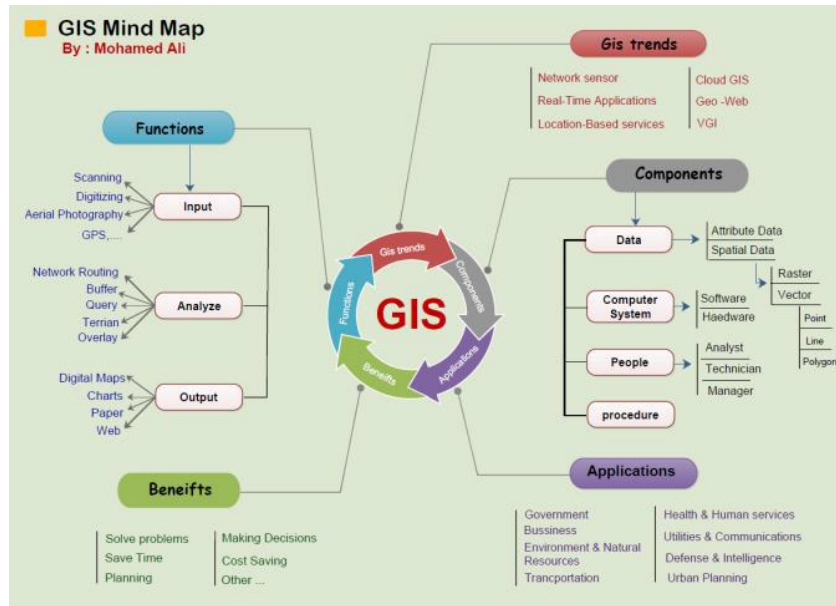 GIS Mind Map
By : Mohamed Ali
Gis trends
Network sensor
Real-Time Applications
Location-Based services
Cloud GIS
Geo -Web
VGI
Functions
Scanning
Digitizing
Aerial Photography
GPS,....
Input
Network Routing
Buffer
Query
Terrian
Overlay
Analyze
Digital Maps
Charts
Paper
Web
Output
GIS
Gis trends
Components
Applications
Beneifts
Functions
Components
Data
Attribute Data
Spatial Data
Raster
Vector
Point
Line
Polygon
Computer
System
Software
Haedware
People
Analyst
Technician
Manager
procedure
Beneifts
Solve problems
Save Time
Planning
Making Decisions
Cost Saving
Other ...
Applications
Government
Bussiness
Environment & Natural
Resources
Trancportation
Health & Human services
Utilities & Communications
Defense & Intelligence
Urban Planning